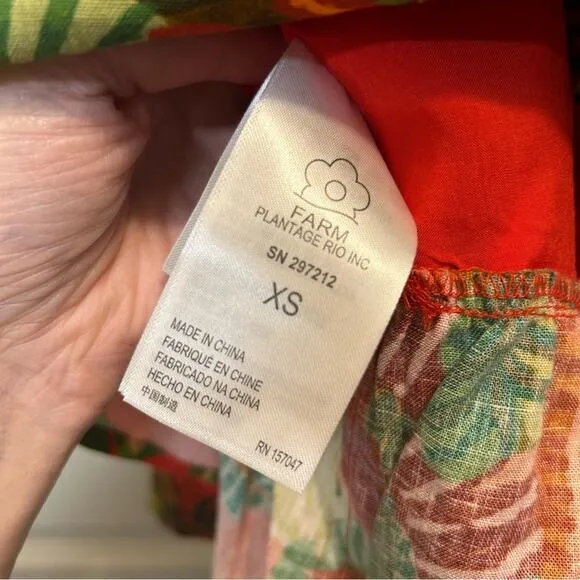 FARM
PLANTAGE RIO INC
SN 297212
XS
MADE IN CHINA
FABRIQUÉ EN CHINE
FABRICADO NA CHINA
HECHO EN CHINA
中国制造
RN 157047